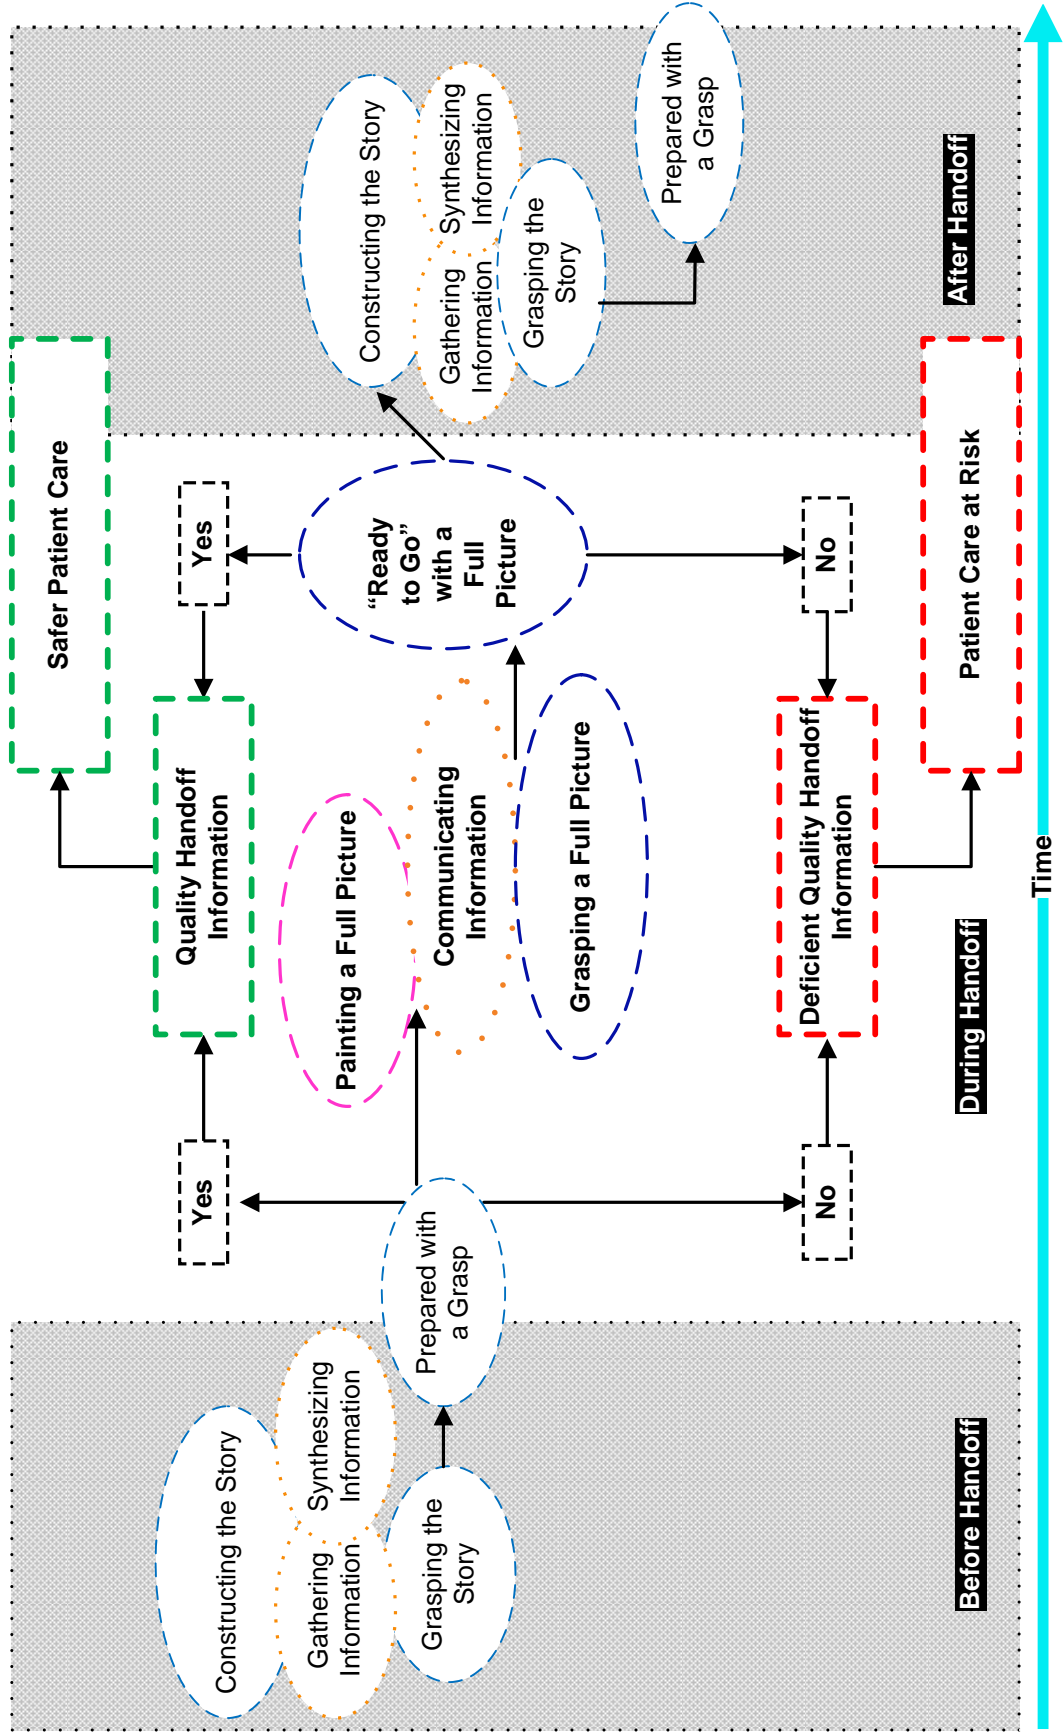 Constructing the Story
Gathering
Information
Synthesizing
Information
Grasping the
Story
Prepared with
a Grasp
Before Handoff
Yes
No
Quality Handoff
Information
Safer Patient Care
Painting a Full Picture
Communicating
Information
Grasping a Full Picture
Deficient Quality Handoff
Information
Patient Care at Risk
During Handoff
Yes
“Ready
to Go”
with a
Full
Picture
No
Constructing the Story
Gathering
Information
Synthesizing
Information
Grasping the
Story
Prepared with
a Grasp
After Handoff
Time